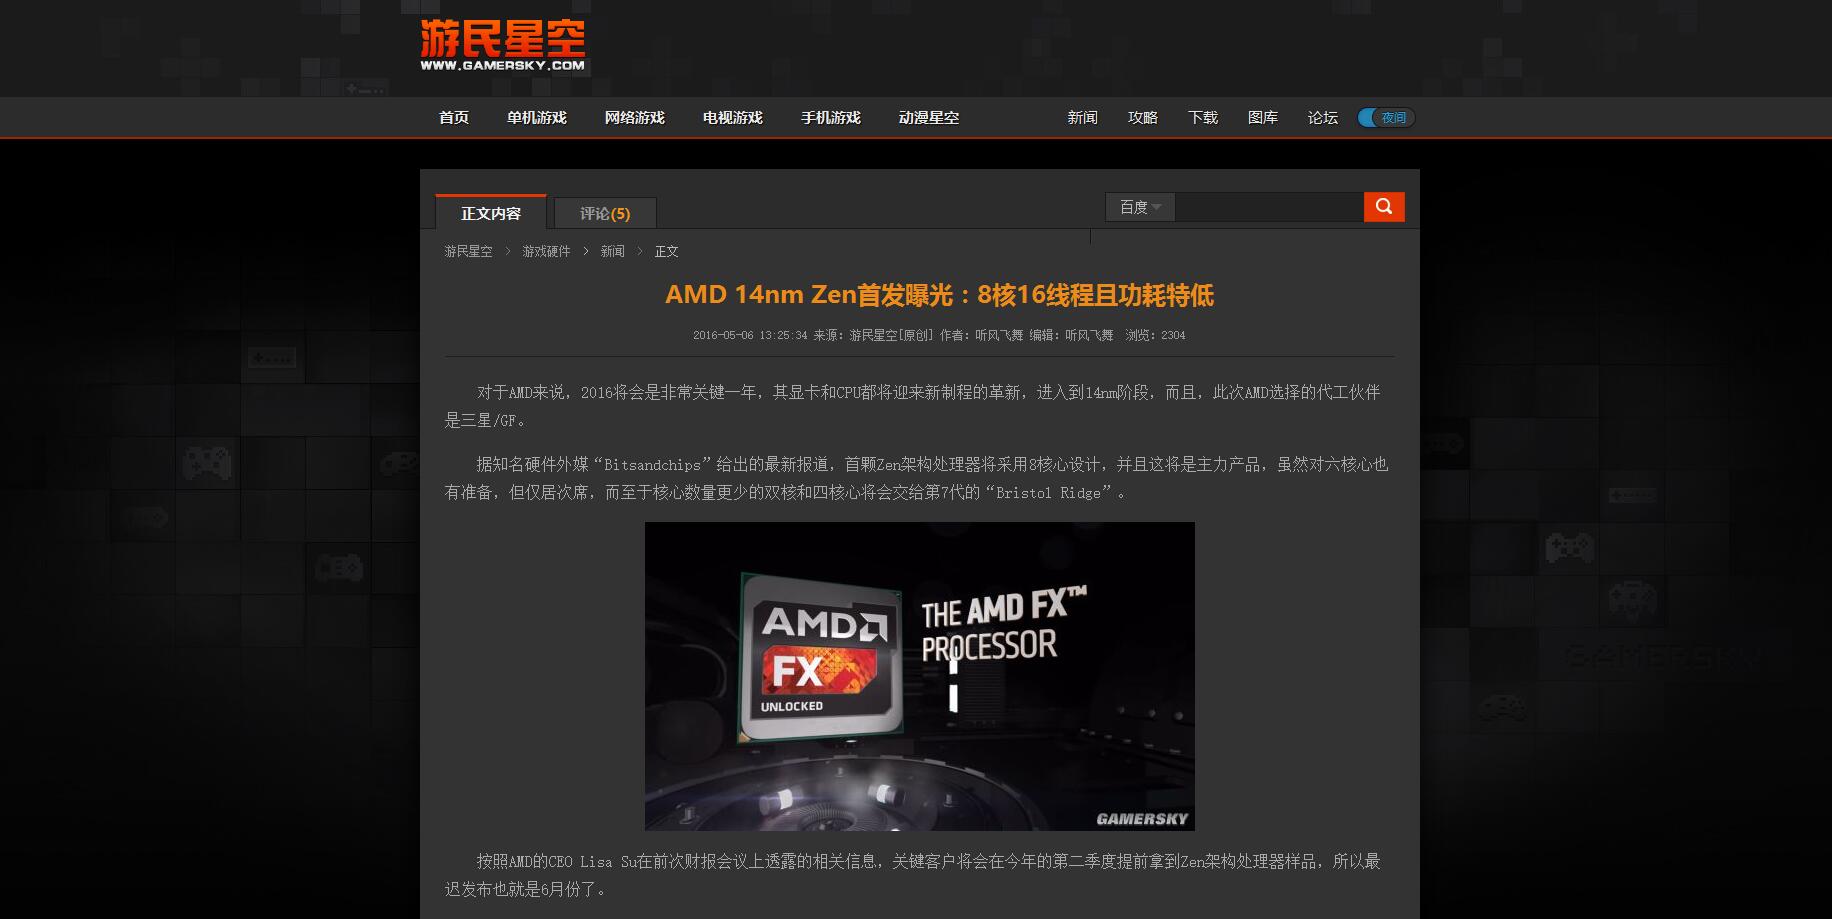 游民星空
WWW.GAMERSKY.COM
首页 单机游戏 网络游戏 电视游戏 手机游戏 动漫星空 新闻 攻略 下载 图库 论坛 夜间
正文内容 评论(5) 百度
游民星空 > 游戏硬件 > 新闻 > 正文
AMD 14nm Zen首发曝光：8核16线程且功耗特低
2016-05-06 13:25:34 来源：游民星空[原创] 作者：听风飞舞 编辑：听风飞舞 浏览：2304
对于AMD来说，2016将会是非常关键一年，其显卡和CPU都将迎来新制程的革新，进入到14nm阶段，而且，此次AMD选择的代工伙伴
是三星/GF。
据知名硬件外媒“Bitsandchips”给出的最新报道，首颗Zen架构处理器将采用8核心设计，并且这将是主力产品，虽然对六核心也
有准备，但仅居次席，而至于核心数量更少的双核和四核心将会交给第7代的“Bristol Ridge”。
AMD
FX
UNLOCKED
THE AMD FX™
PROCESSOR
GAMERSKY
GAMERSKY
按照AMD的CEO Lisa Su在前次财报会议上透露的相关信息，关键客户将会在今年的第二季度提前拿到Zen架构处理器样品，所以最
迟发布也就是6月份了。